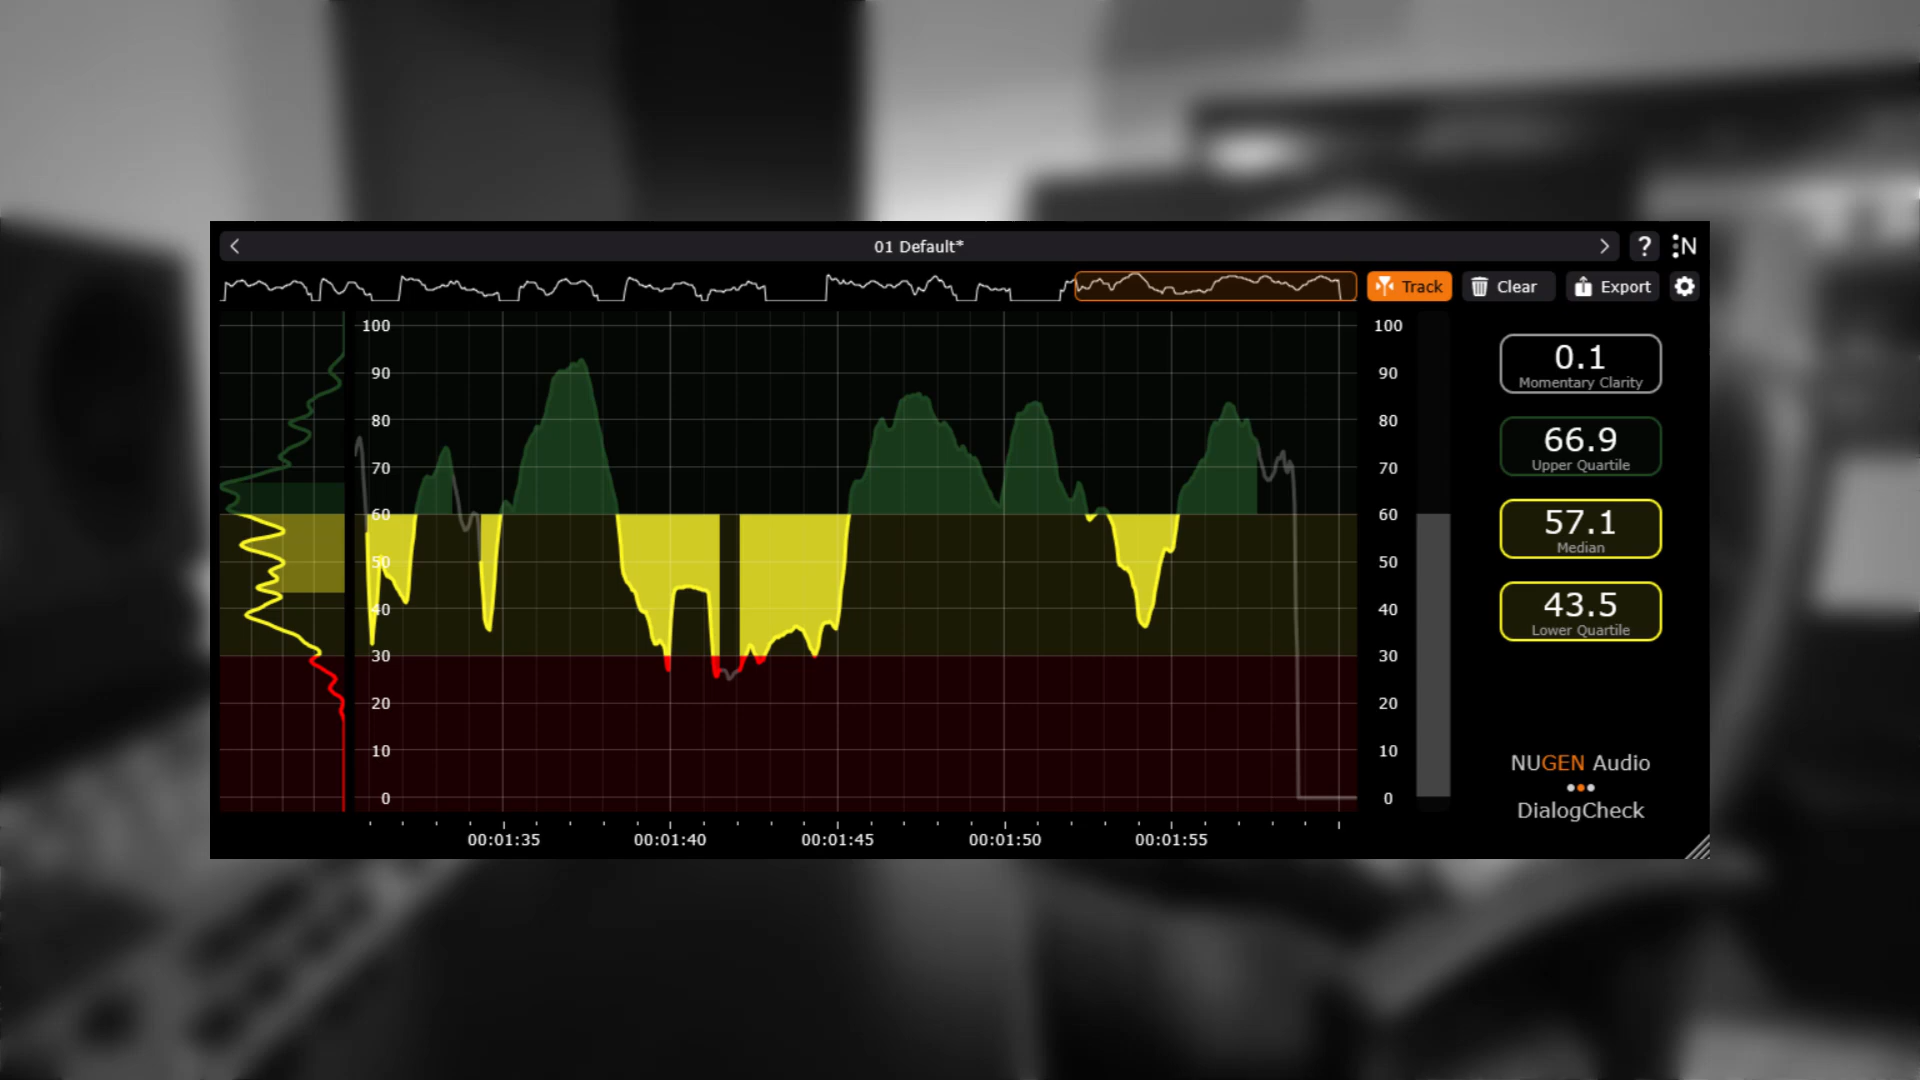 01 Default*
?
N
Track
Clear
Export
100
90
80
70
60
50
40
30
20
10
0
00:01:35
00:01:40
00:01:45
00:01:50
00:01:55
100
90
80
70
60
50
40
30
20
10
0
0.1
Momentary Clarity
66.9
Upper Quartile
57.1
Median
43.5
Lower Quartile
NUGEN Audio
DialogCheck